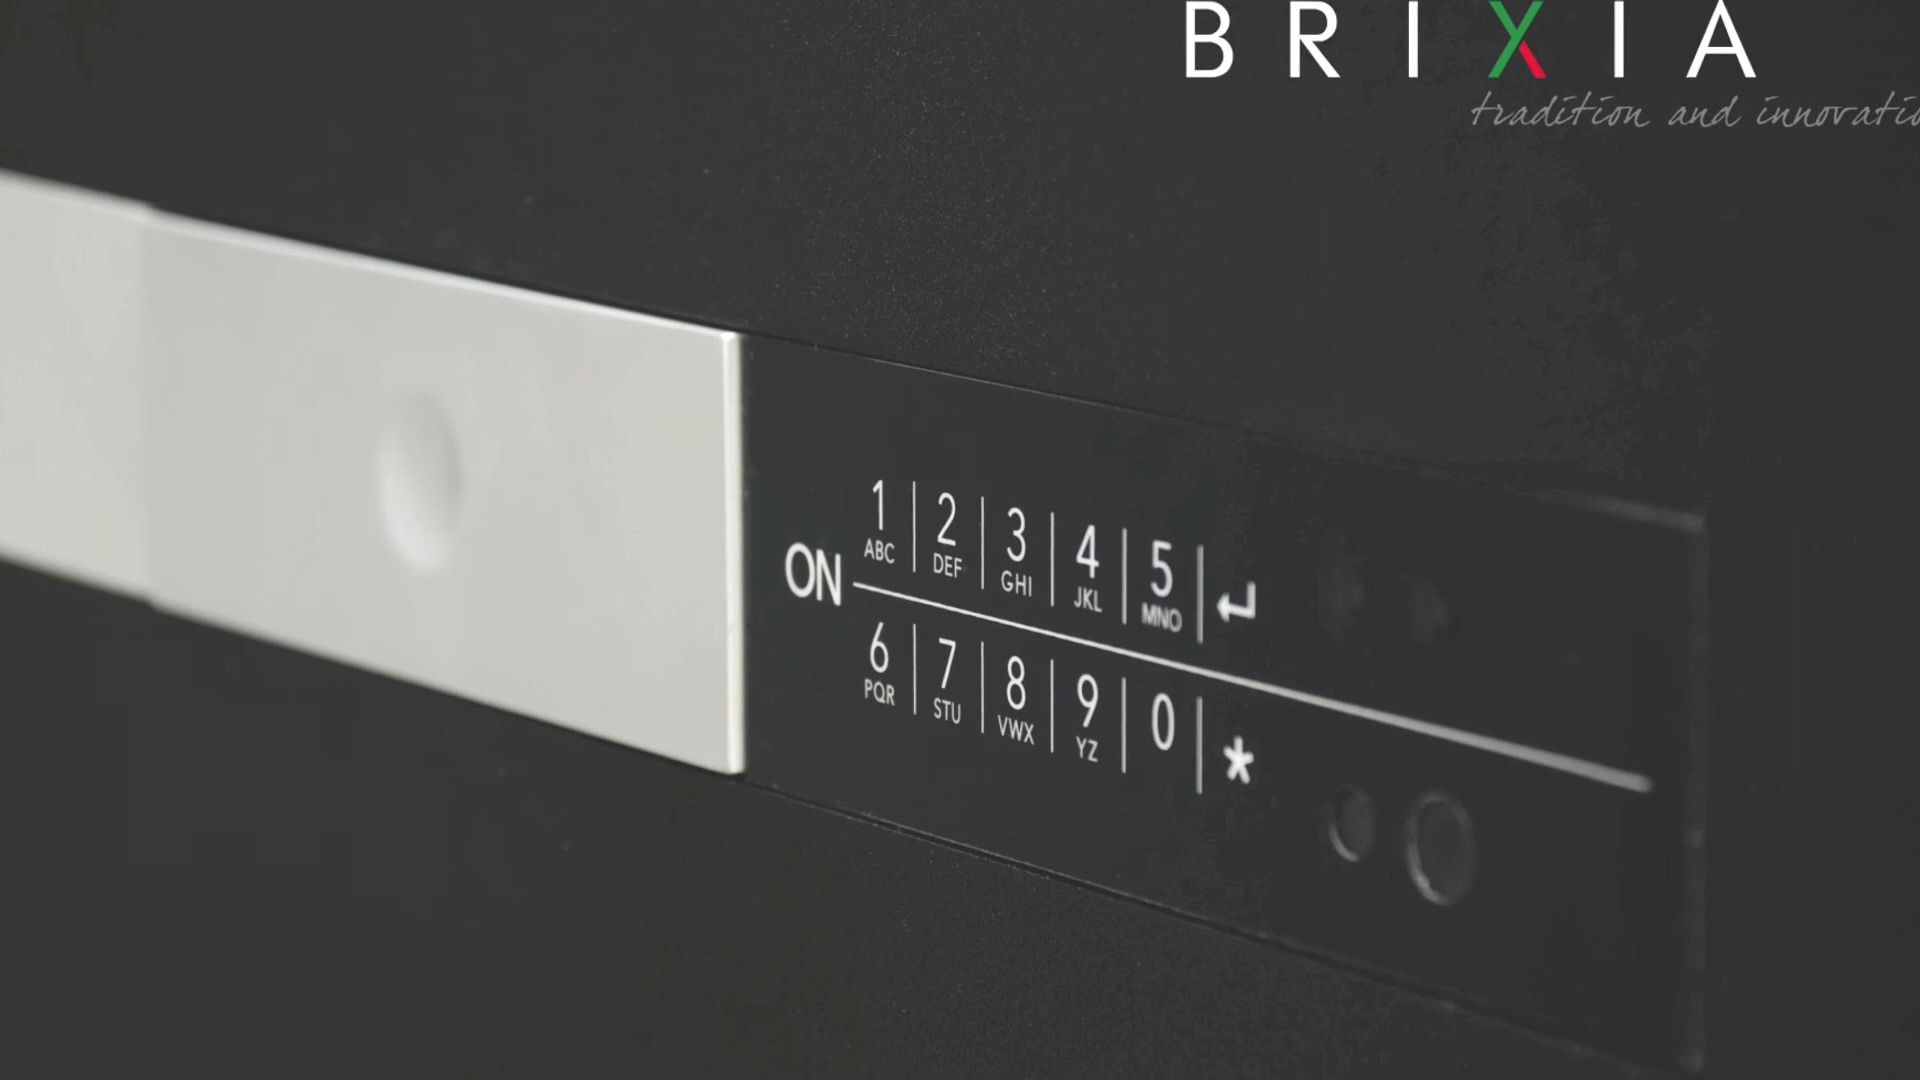 BRIXIA
tradition and innovatio
ON
1 2 3 4 5 ↵
ABC DEF GHI JKL MNO
6 7 8 9 0 *
PQR STU VWX YZ